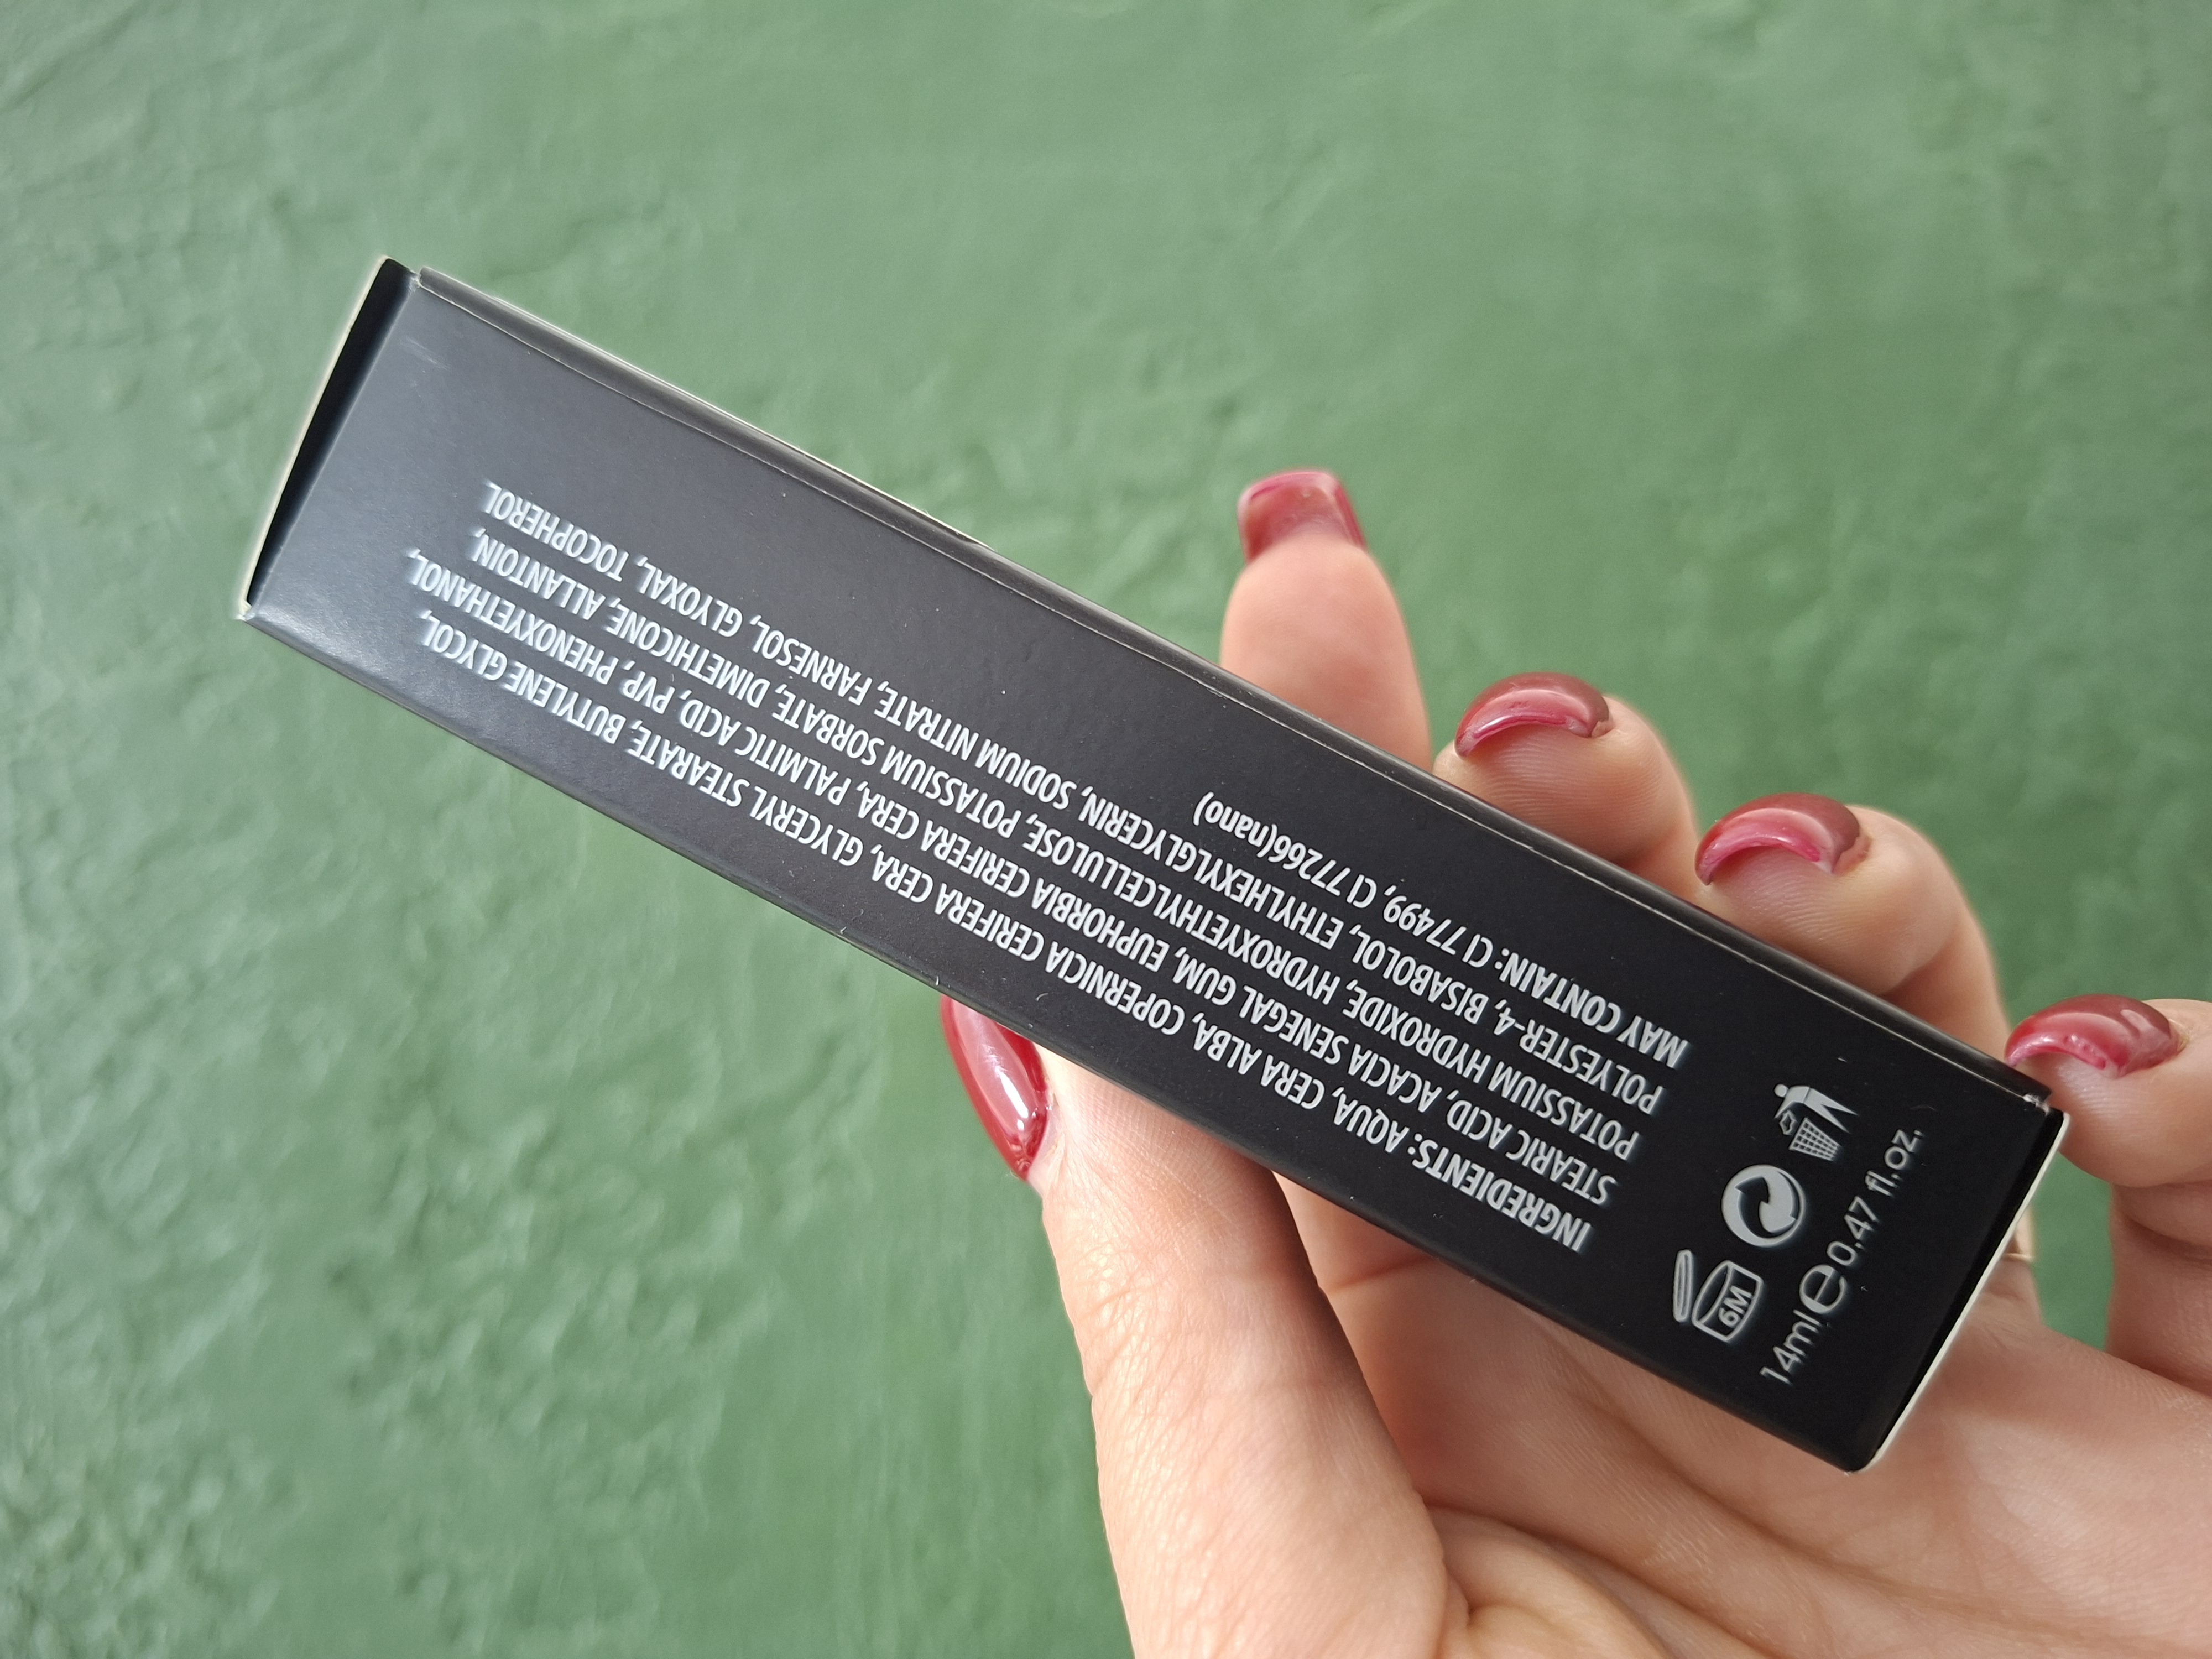 INGREDIENTS: AQUA, CERA ALBA, COPERNICIA CERIFERA CERA, GLYCERYL STEARATE, BUTYLENE GLYCOL,
STEARIC ACID, ACACIA SENEGAL GUM, EUPHORBIA CERIFERA CERA, PALMITIC ACID, PVP, PHENOXYETHANOL,
POTASSIUM HYDROXIDE, HYDROXYETHYLCELLULOSE, POTASSIUM SORBATE, DIMETHICONE, ALLANTOIN,
POLYESTER-4, BISABOLOL, ETHYLHEXYLGLYCERIN, SODIUM NITRATE, FARNESOL, GLYOXAL, TOCOPHEROL
MAY CONTAIN: CI 77499, CI 77266(nano)
6M
14ml e 0,47 fl.oz.